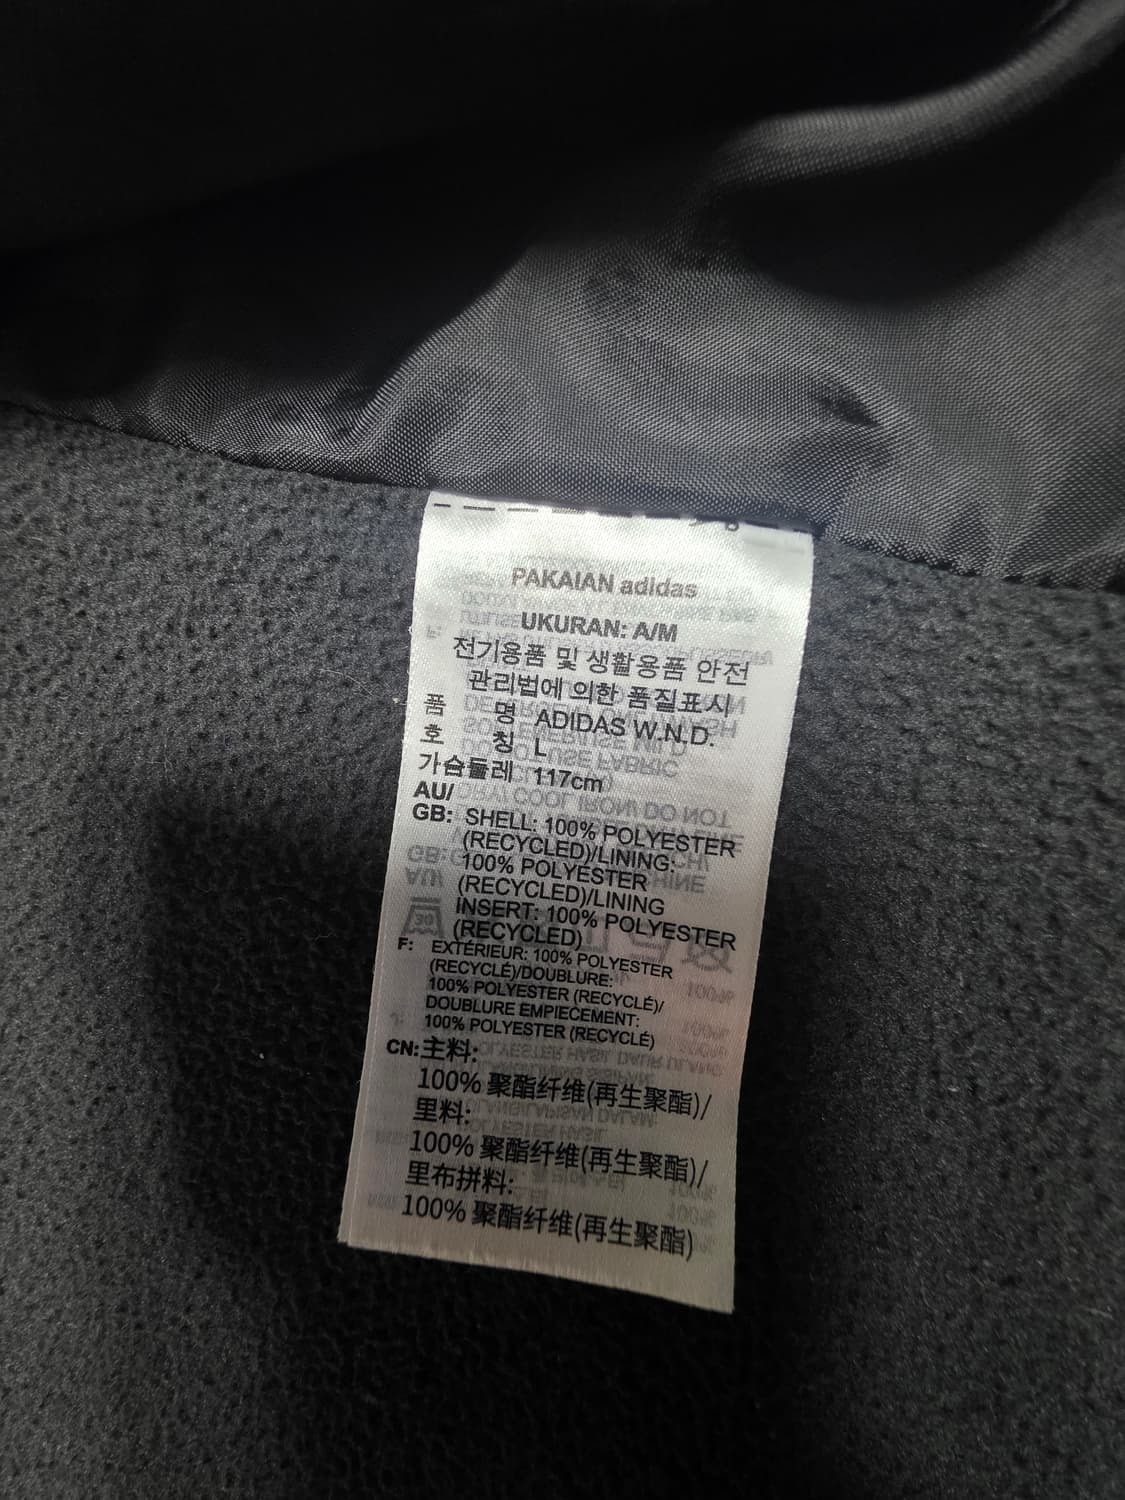 PAKAIAN adidas
UKURAN: A/M
전기용품 및 생활용품 안전
관리법에 의한 품질표시
품 명 ADIDAS W.N.D.
호 칭 L
가슴둘레 117cm
AU/
GB: SHELL: 100% POLYESTER
(RECYCLED)/LINING:
100% POLYESTER
(RECYCLED)/LINING
INSERT: 100% POLYESTER
(RECYCLED)
F: EXTÉRIEUR: 100% POLYESTER
(RECYCLÉ)/DOUBLURE:
100% POLYESTER (RECYCLÉ)/
DOUBLURE EMPIECEMENT:
100% POLYESTER (RECYCLÉ)
CN:主料:
100% 聚酯纤维(再生聚酯)/
里料:
100% 聚酯纤维(再生聚酯)/
里布拼料:
100% 聚酯纤维(再生聚酯)